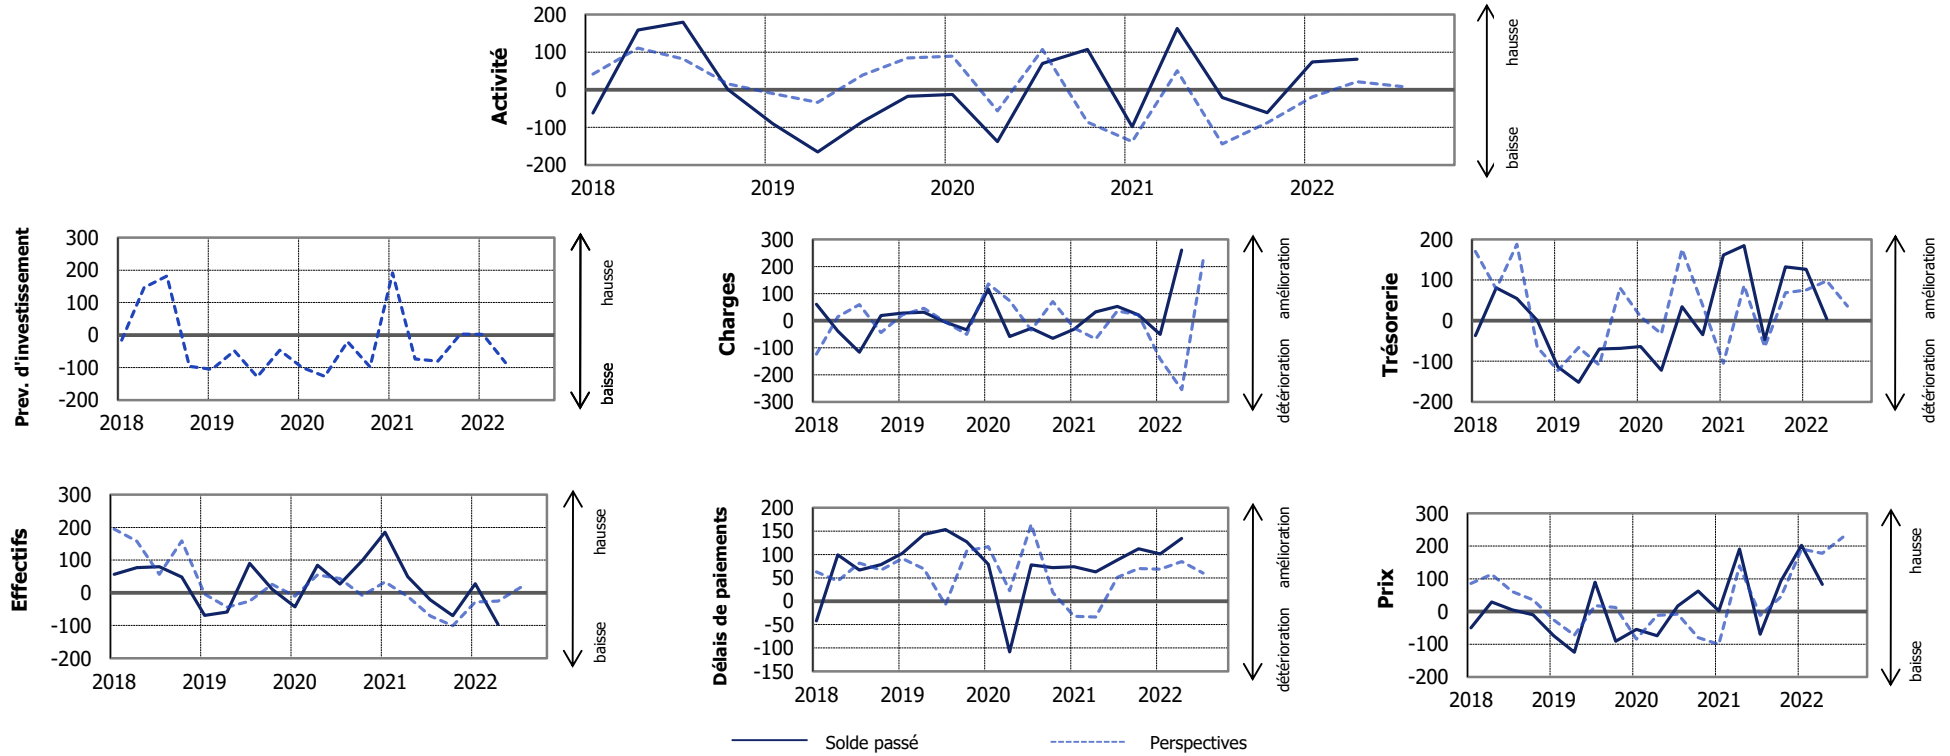 Activité
200
100
0
-100
-200
2018 2019 2020 2021 2022
hausse
baisse
Prev. d'investissement
300
200
100
0
-100
-200
2018 2019 2020 2021 2022
hausse
baisse
Charges
300
200
100
0
-100
-200
-300
2018 2019 2020 2021 2022
amélioration
détérioration
Trésorerie
200
100
0
-100
-200
2018 2019 2020 2021 2022
amélioration
détérioration
Effectifs
300
200
100
0
-100
-200
2018 2019 2020 2021 2022
hausse
baisse
Délais de paiements
200
150
100
50
0
-50
-100
-150
2018 2019 2020 2021 2022
amélioration
détérioration
Prix
300
200
100
0
-100
-200
2018 2019 2020 2021 2022
hausse
baisse
Solde passé Perspectives